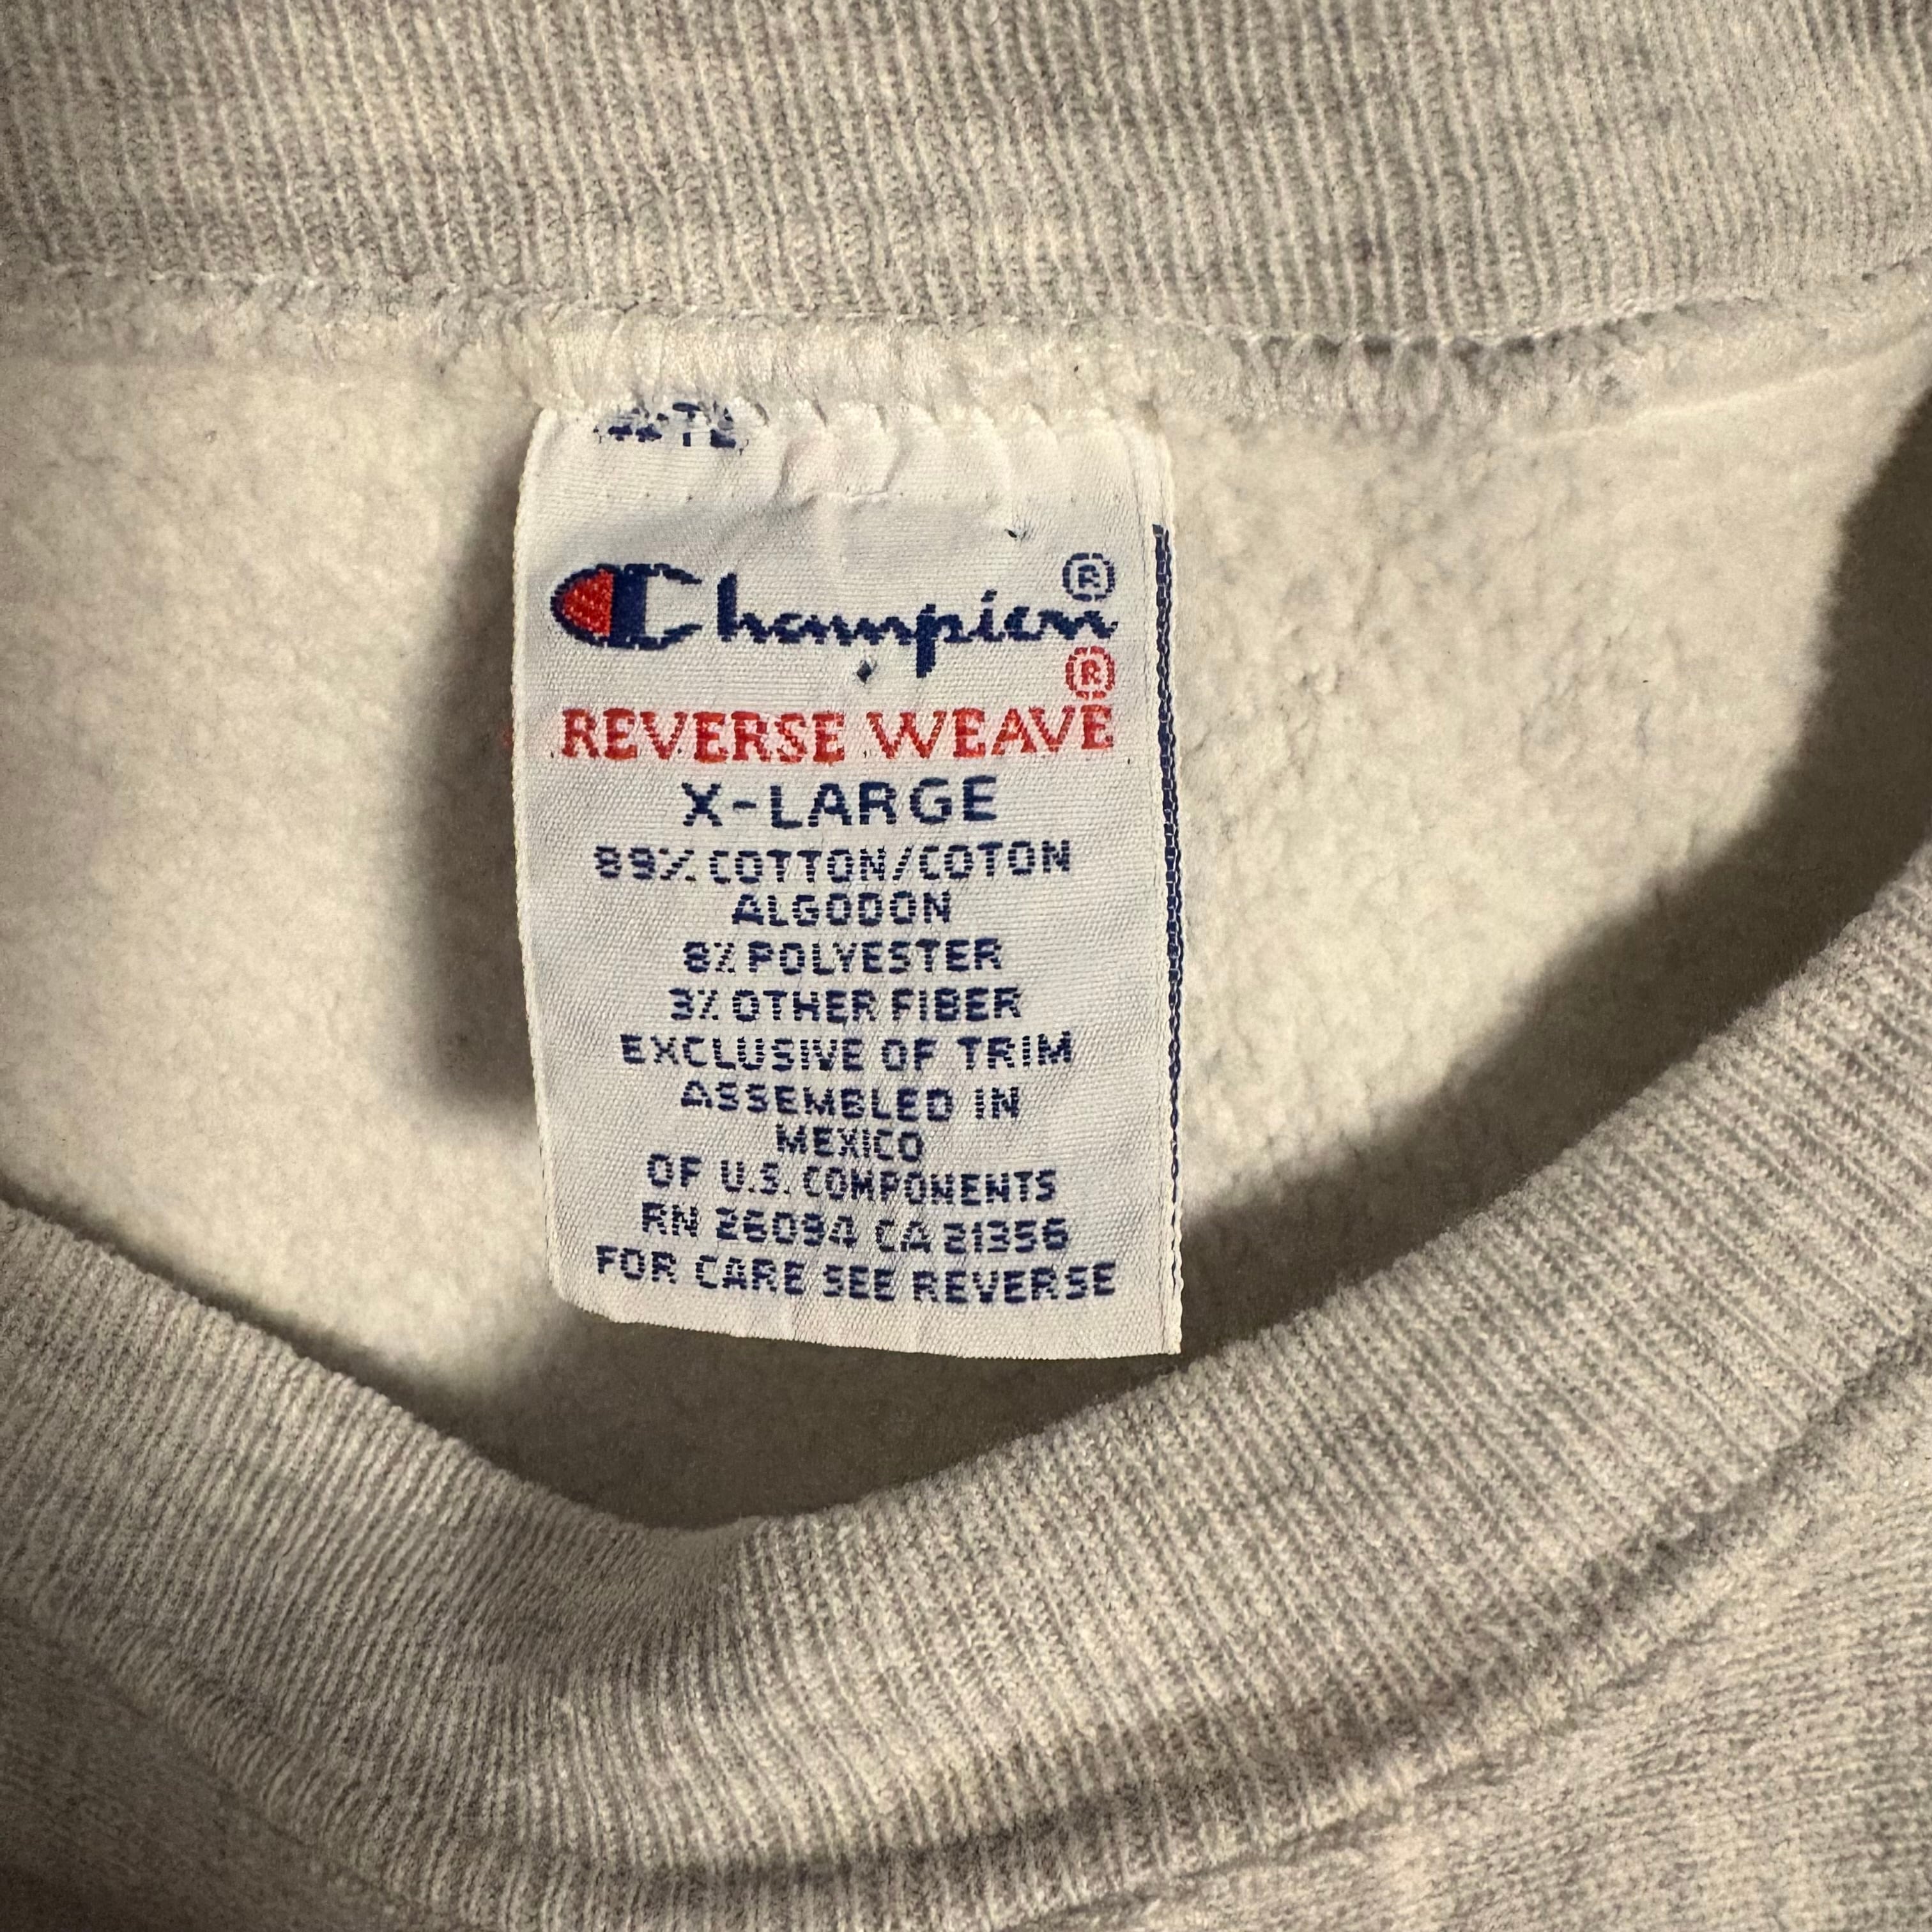 Champion®
REVERSE WEAVE®
X-LARGE
89% COTTON/COTON
ALGODON
8% POLYESTER
3% OTHER FIBER
EXCLUSIVE OF TRIM
ASSEMBLED IN
MEXICO
OF U.S. COMPONENTS
RN 26094 CA 21356
FOR CARE SEE REVERSE